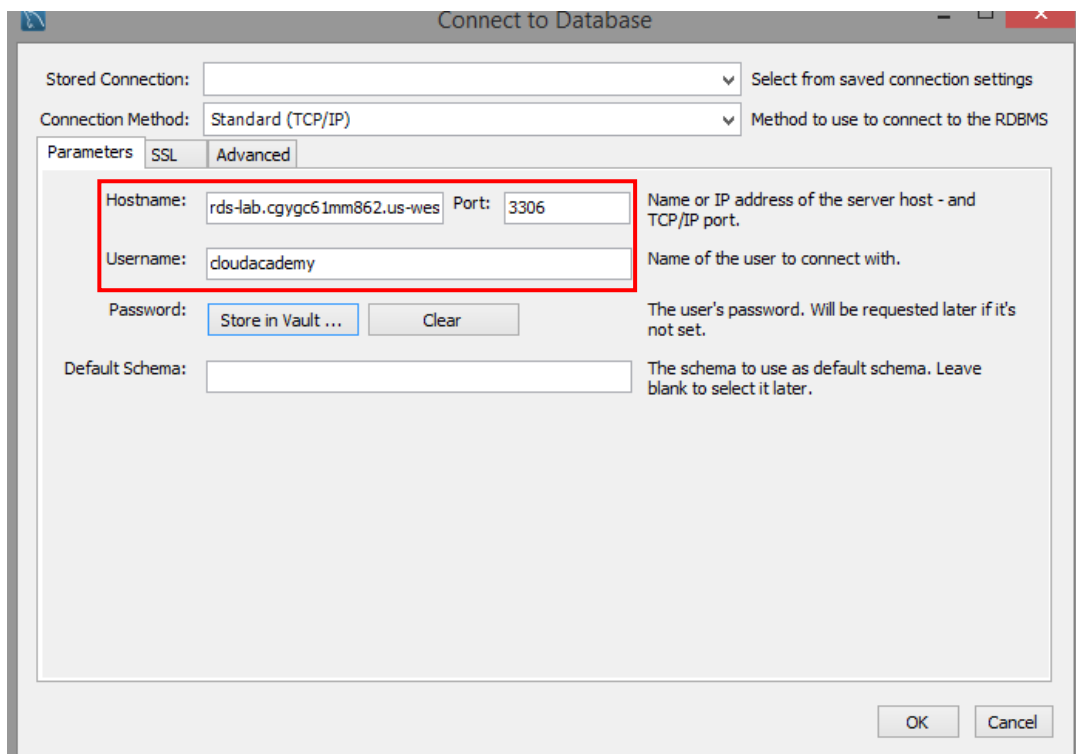 Connect to Database
Stored Connection: Select from saved connection settings
Connection Method: Standard (TCP/IP) Method to use to connect to the RDBMS
Parameters SSL Advanced
Hostname: rds-lab.cgygc61mm862.us-wes Port: 3306 Name or IP address of the server host - and
TCP/IP port.
Username: cloudacademy Name of the user to connect with.
Password: Store in Vault ... Clear The user's password. Will be requested later if it's
not set.
Default Schema: The schema to use as default schema. Leave
blank to select it later.
OK Cancel